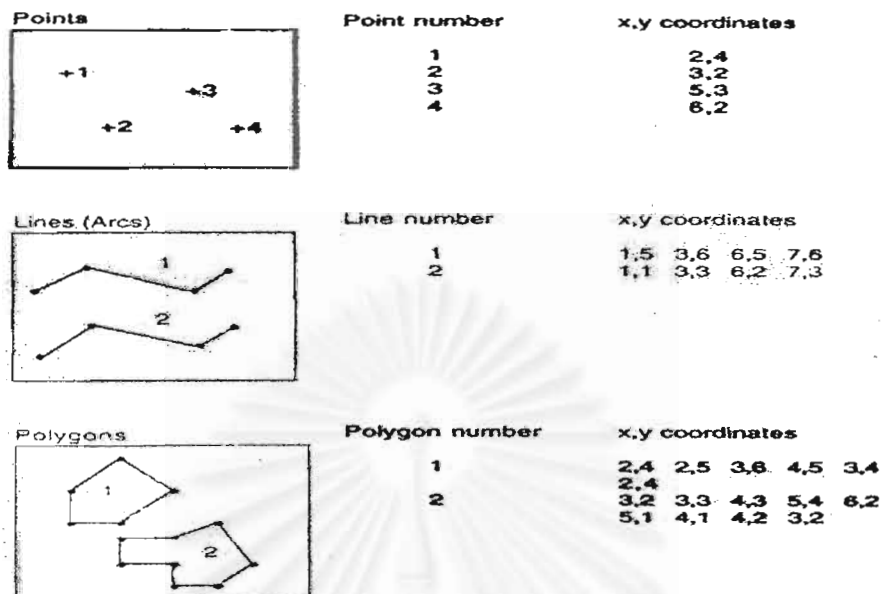 Points Point number x,y coordinates
1 2,4
2 3,2
3 5,3
4 6,2
+1
+3
+2 +4
Lines (Arcs) Line number x,y coordinates
1 1,5 3,6 6,5 7,6
2 1,1 3,3 6,2 7,3
1
2
Polygons Polygon number x,y coordinates
1 2,4 2,5 3,6 4,5 3,4
2,4
2 3,2 3,3 4,3 5,4 6,2
5,1 4,1 4,2 3,2
1
2